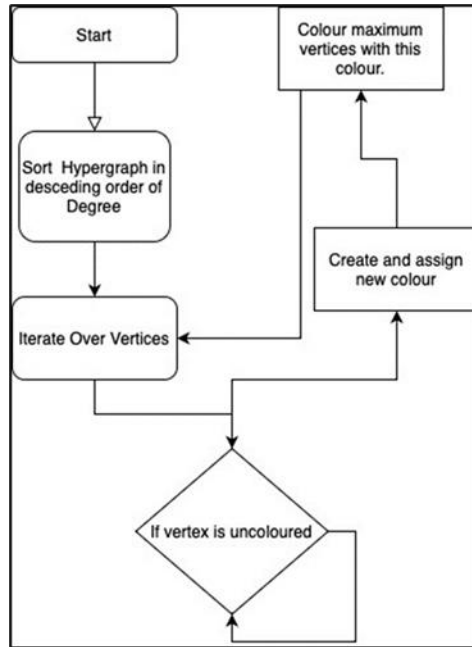 Start
Colour maximum
vertices with this
colour.
Sort Hypergraph in
desceding order of
Degree
Create and assign
new colour
Iterate Over Vertices
If vertex is uncoloured